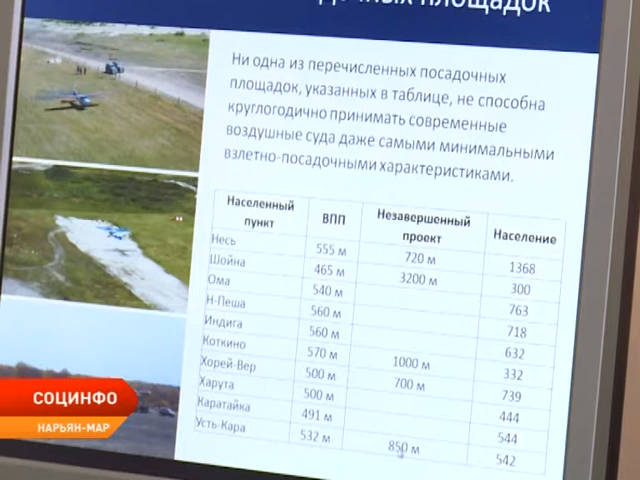 дочных площадок
Ни одна из перечисленных посадочных
площадок, указанных в таблице, не способна
круглогодично принимать современные
воздушные суда даже самыми минимальными
взлетно-посадочными характеристиками.
Населенный пункт ВПП Незавершенный проект Население
Несь 555 м 720 м 1368
Шойна 465 м 3200 м 300
Ома 540 м 763
Н-Пеша 560 м 718
Индига 560 м 632
Коткино 570 м 1000 м 332
Хорей-Вер 500 м 700 м 739
Харута 500 м 444
Каратайка 491 м 544
Усть-Кара 532 м 850 м 542
СОЦИНФО
НАРЬЯН-МАР